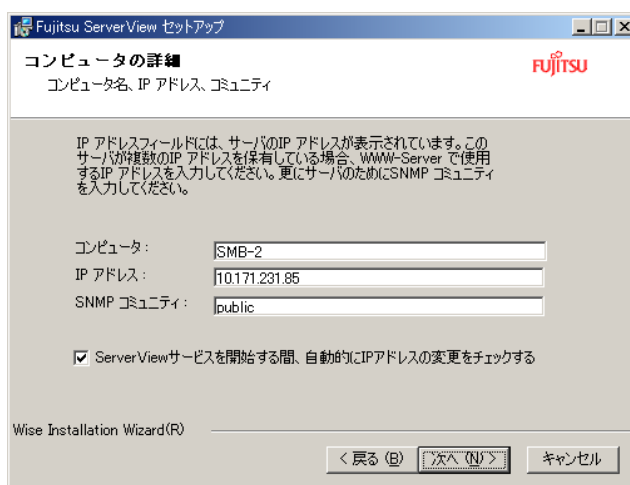 Fujitsu ServerView セットアップ
コンピュータの詳細
コンピュータ名、IP アドレス、コミュニティ
FUJITSU
IP アドレスフィールドには、サーバのIP アドレスが表示されています。この
サーバが複数のIP アドレスを保有している場合、WWW-Server で使用
するIP アドレスを入力してください。更にサーバのためにSNMP コミュニティ
を入力してください。
コンピュータ :
SMB-2
IP アドレス :
10.171.231.85
SNMP コミュニティ :
public
ServerViewサービスを開始する間、自動的にIPアドレスの変更をチェックする
Wise Installation Wizard(R)
< 戻る (B)
次へ (N) >
キャンセル